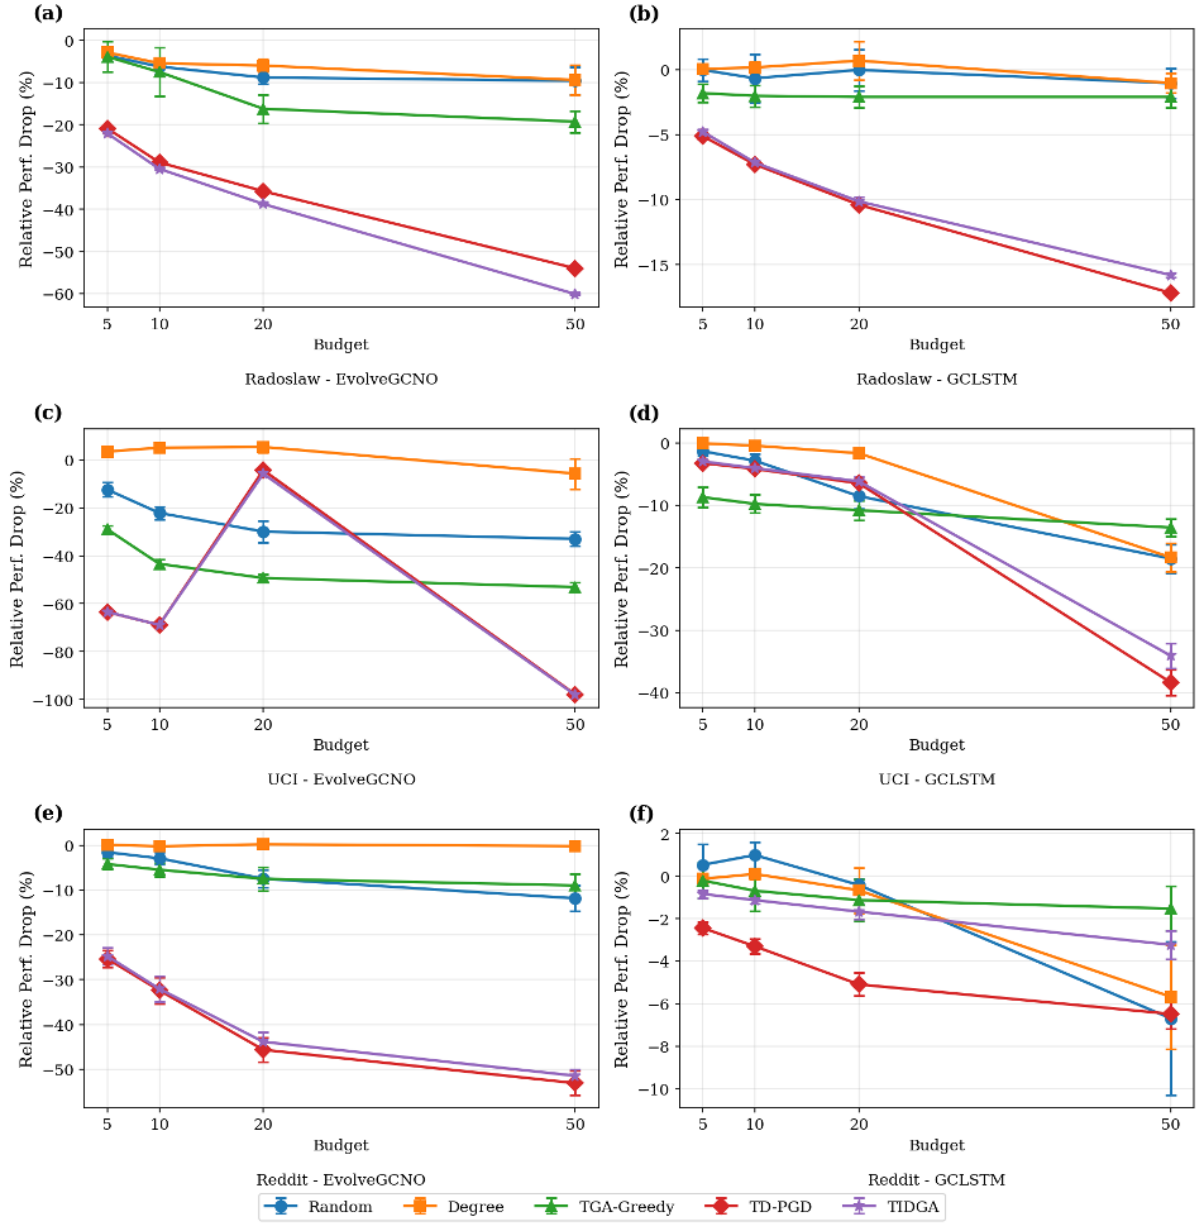 (a)
0
−10
−20
−30
−40
−50
−60
Relative Perf. Drop (%)
5 10 20 50
Budget
Radoslaw - EvolveGCNO
(b)
0
−5
−10
−15
Relative Perf. Drop (%)
5 10 20 50
Budget
Radoslaw - GCLSTM
(c)
0
−20
−40
−60
−80
−100
Relative Perf. Drop (%)
5 10 20 50
Budget
UCI - EvolveGCNO
(d)
0
−10
−20
−30
−40
Relative Perf. Drop (%)
5 10 20 50
Budget
UCI - GCLSTM
(e)
0
−10
−20
−30
−40
−50
Relative Perf. Drop (%)
5 10 20 50
Budget
Reddit - EvolveGCNO
(f)
2
0
−2
−4
−6
−8
−10
Relative Perf. Drop (%)
5 10 20 50
Budget
Reddit - GCLSTM
Random Degree TGA-Greedy TD-PGD TIDGA